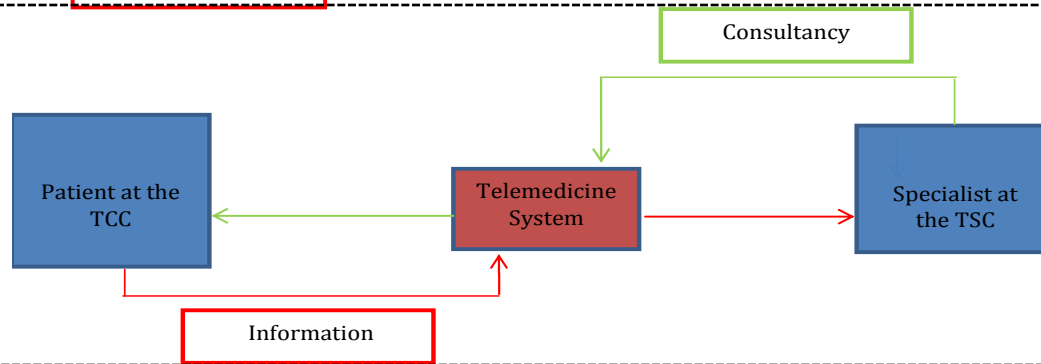 Consultancy
Patient at the
TCC
Telemedicine
System
Specialist at
the TSC
Information